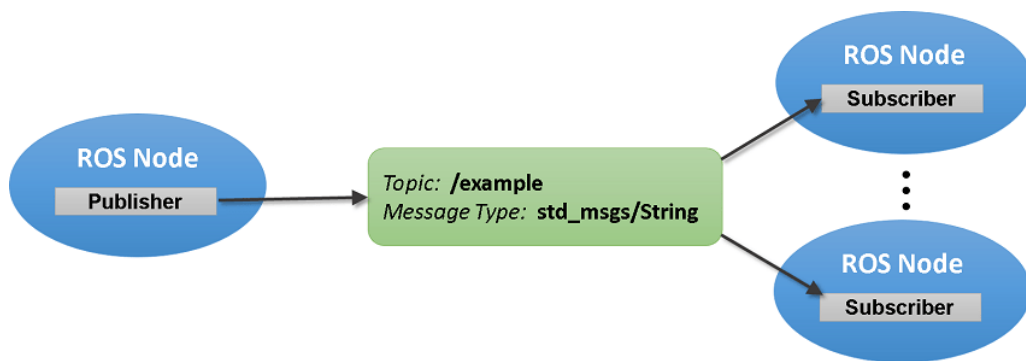 ROS Node
Publisher
Topic: /example
Message Type: std_msgs/String
ROS Node
Subscriber
ROS Node
Subscriber